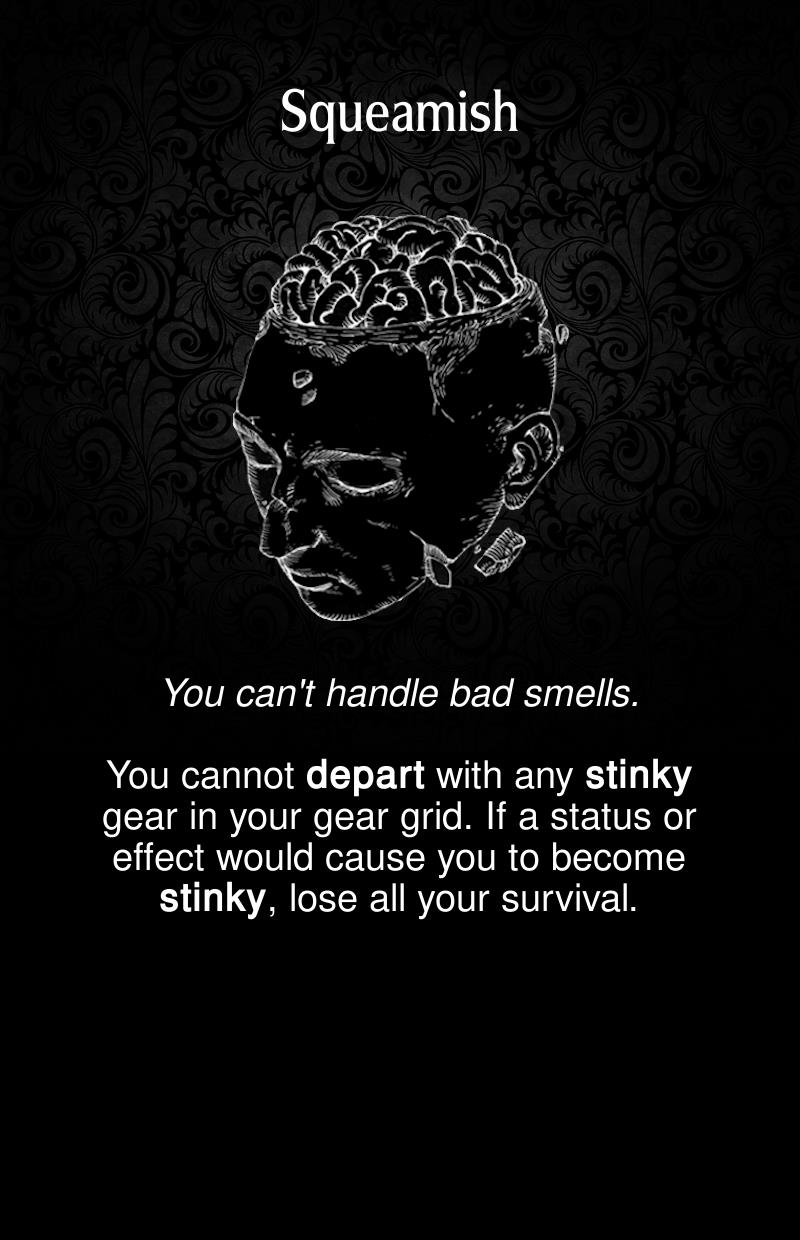 Squeamish
You can't handle bad smells.
You cannot depart with any stinky
gear in your gear grid. If a status or
effect would cause you to become
stinky, lose all your survival.